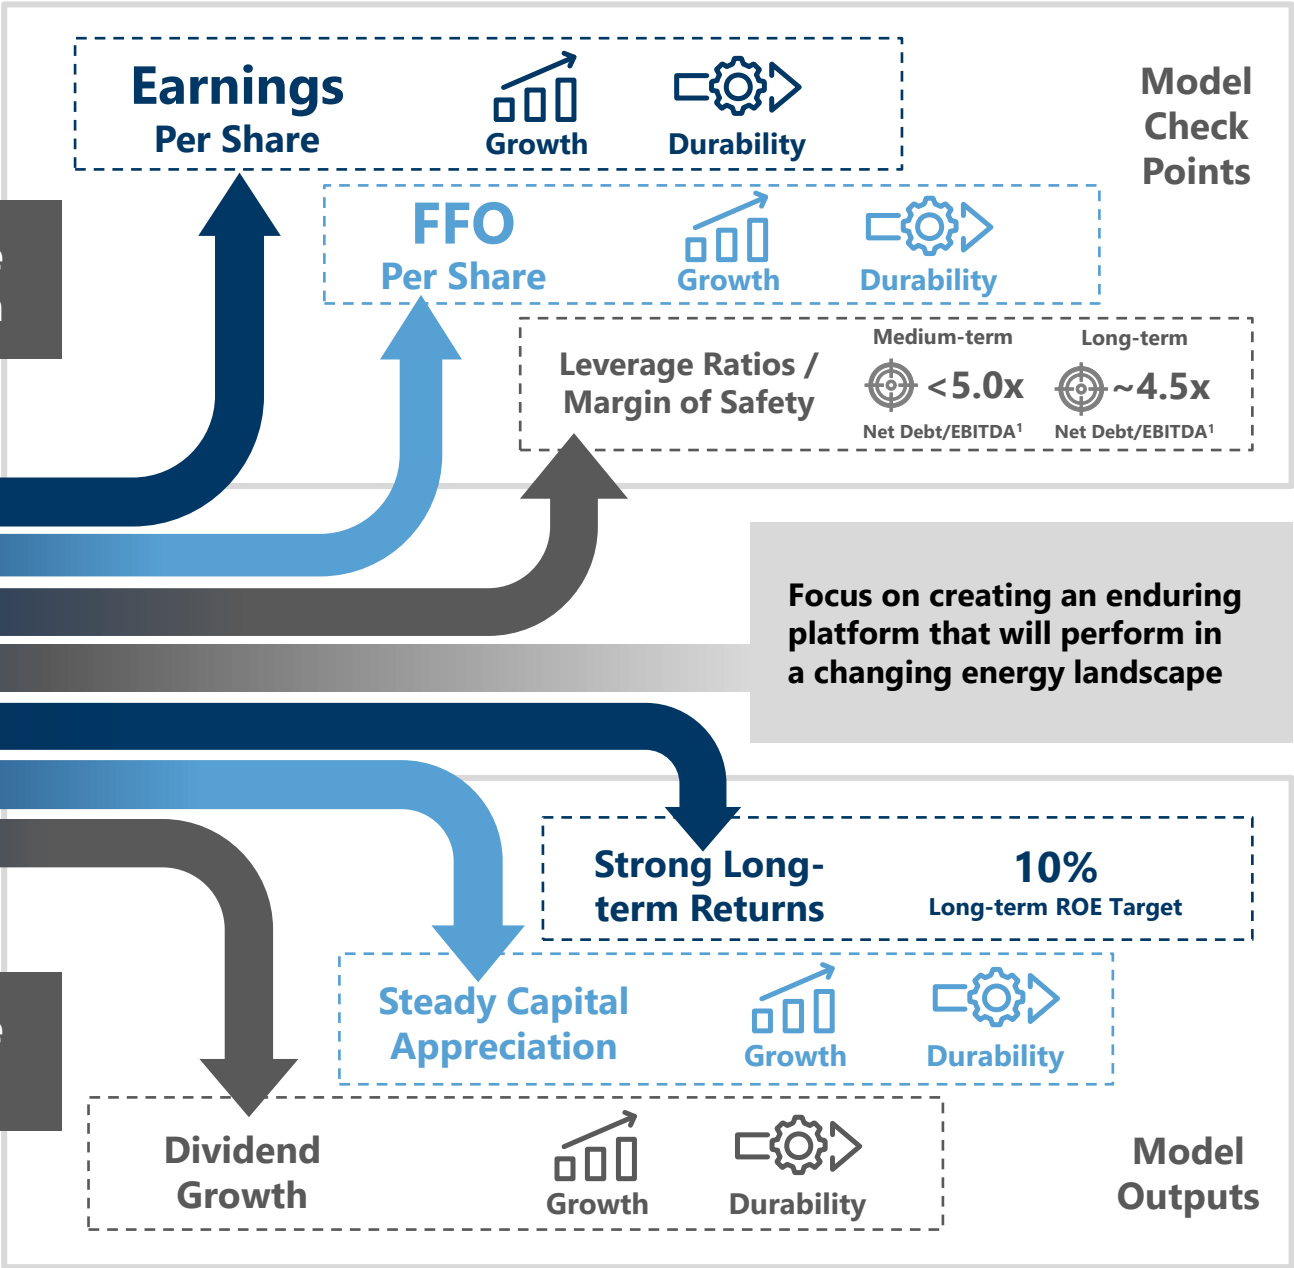 Earnings
Per Share
Growth
Durability
Model
Check
Points
FFO
Per Share
Growth
Durability
Leverage Ratios /
Margin of Safety
Medium-term
<5.0x
Net Debt/EBITDA¹
Long-term
~4.5x
Net Debt/EBITDA¹
Focus on creating an enduring
platform that will perform in
a changing energy landscape
Strong Long-
term Returns
10%
Long-term ROE Target
Steady Capital
Appreciation
Growth
Durability
Dividend
Growth
Growth
Durability
Model
Outputs